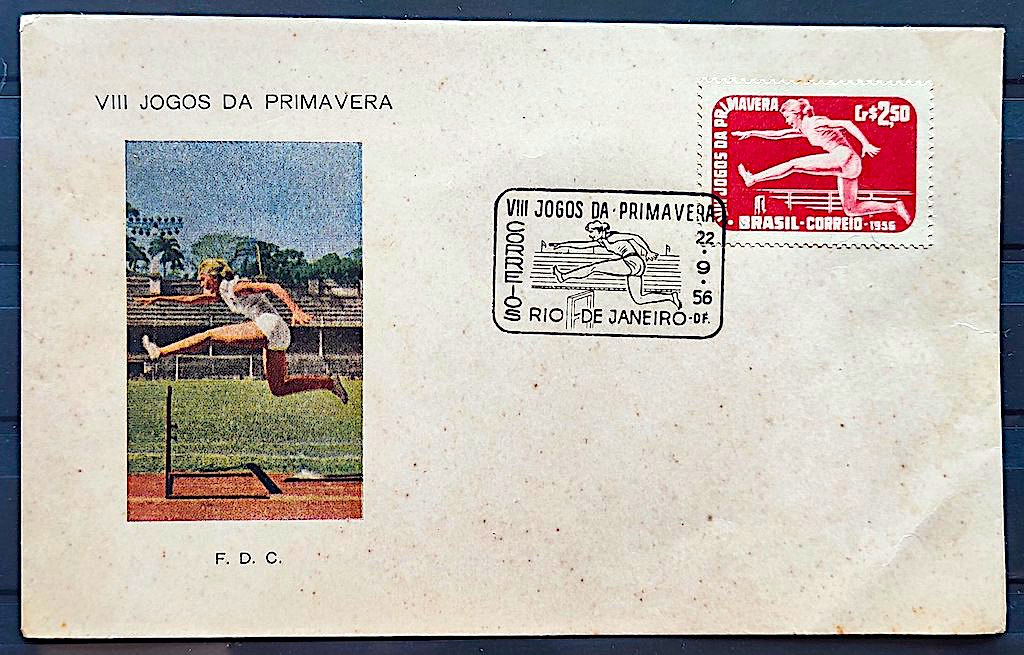 VIII JOGOS DA PRIMAVERA
F. D. C.
VIII JOGOS DA PRIMAVERA
CORREIOS
22 • 9 • 56
RIO DE JANEIRO-DF.
JOGOS DA PRIMAVERA
Cr$2,50
BRASIL-CORREIO-1956